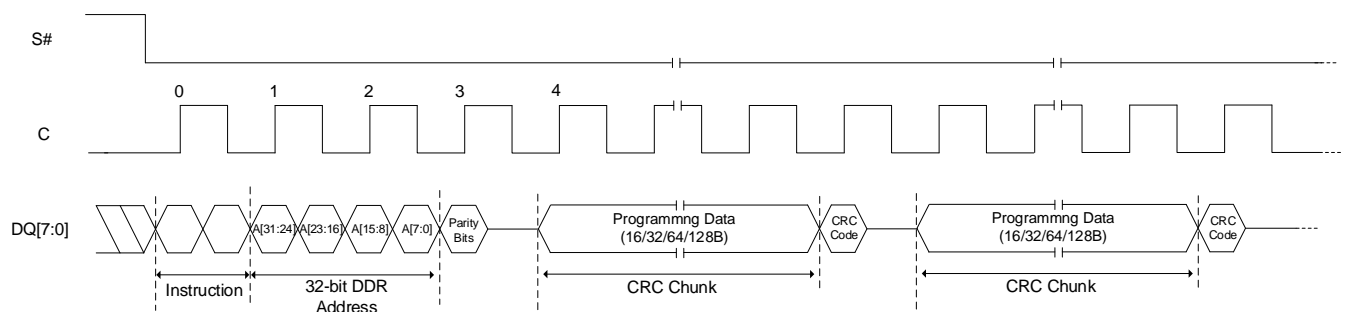 S#
0 1 2 3 4
C
DQ[7:0]
A[31:24] A[23:16] A[15:8] A[7:0]
Parity
Bits
Programmng Data
(16/32/64/128B)
CRC
Code
Programmng Data
(16/32/64/128B)
CRC
Code
Instruction
32-bit DDR
Address
CRC Chunk
CRC Chunk